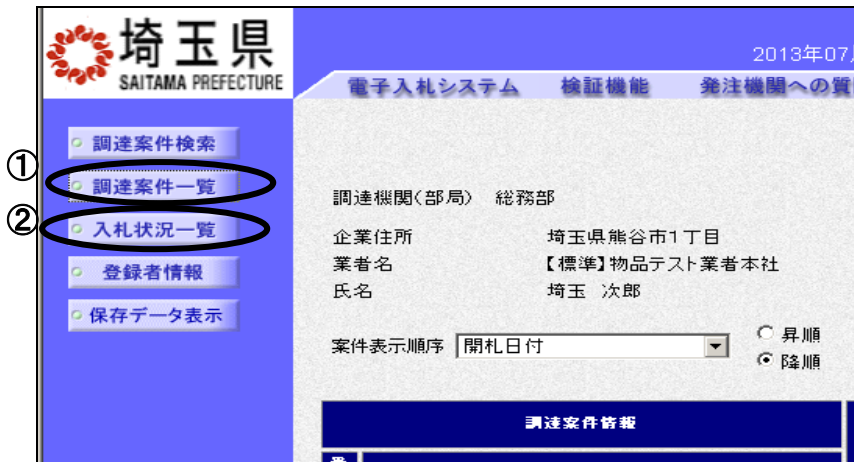 埼玉県
SAITAMA PREFECTURE
2013年07
電子入札システム 検証機能 発注機関への質
調達案件検索
① 調達案件一覧
② 入札状況一覧
登録者情報
保存データ表示
調達機関(部局) 総務部
企業住所 埼玉県熊谷市1丁目
業者名 【標準】物品テスト業者本社
氏名 埼玉 次郎
案件表示順序 開札日付
昇順
降順
調達案件情報